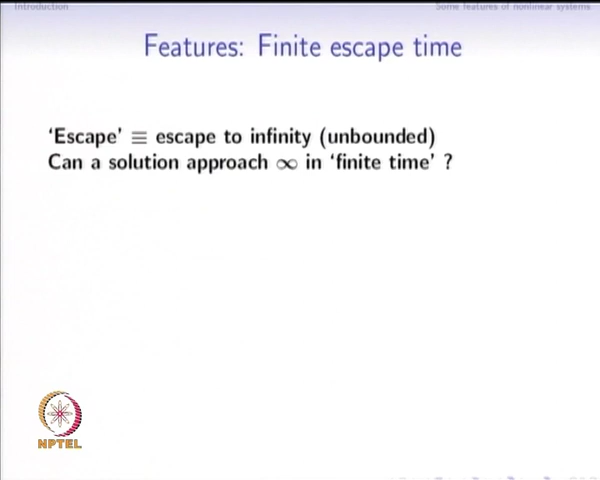 Introduction
Some features of nonlinear systems
Features: Finite escape time
‘Escape’ ≡ escape to infinity (unbounded)
Can a solution approach ∞ in ‘finite time’ ?
NPTEL